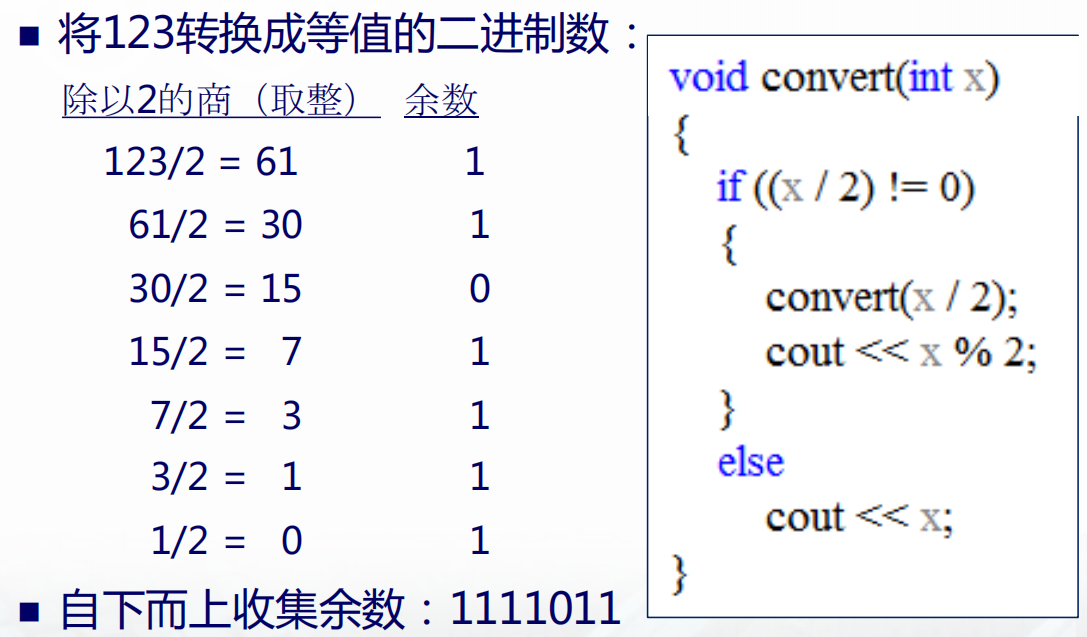 ■ 将123转换成等值的二进制数：
除以2的商（取整） 余数
123/2 = 61 1
61/2 = 30 1
30/2 = 15 0
15/2 = 7 1
7/2 = 3 1
3/2 = 1 1
1/2 = 0 1
■ 自下而上收集余数：1111011
void convert(int x)
{
if ((x / 2) != 0)
{
convert(x / 2);
cout << x % 2;
}
else
cout << x;
}